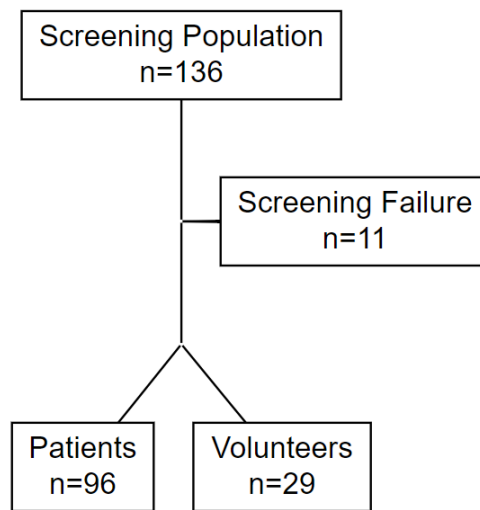 Screening Population
n=136
Screening Failure
n=11
Patients
n=96
Volunteers
n=29